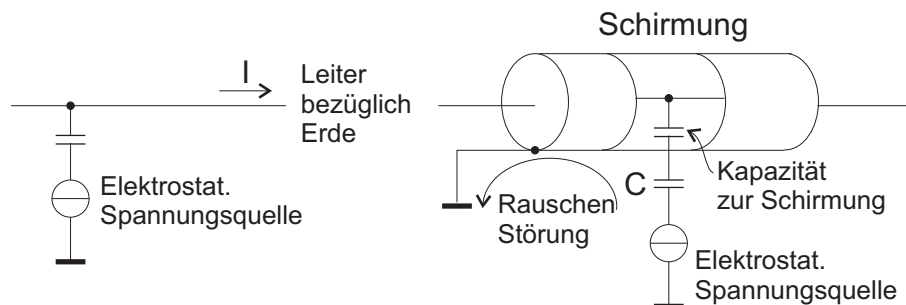 Schirmung
I
Leiter
bezüglich
Erde
Elektrostat.
Spannungsquelle
C
Kapazität
zur Schirmung
Rauschen
Störung
Elektrostat.
Spannungsquelle